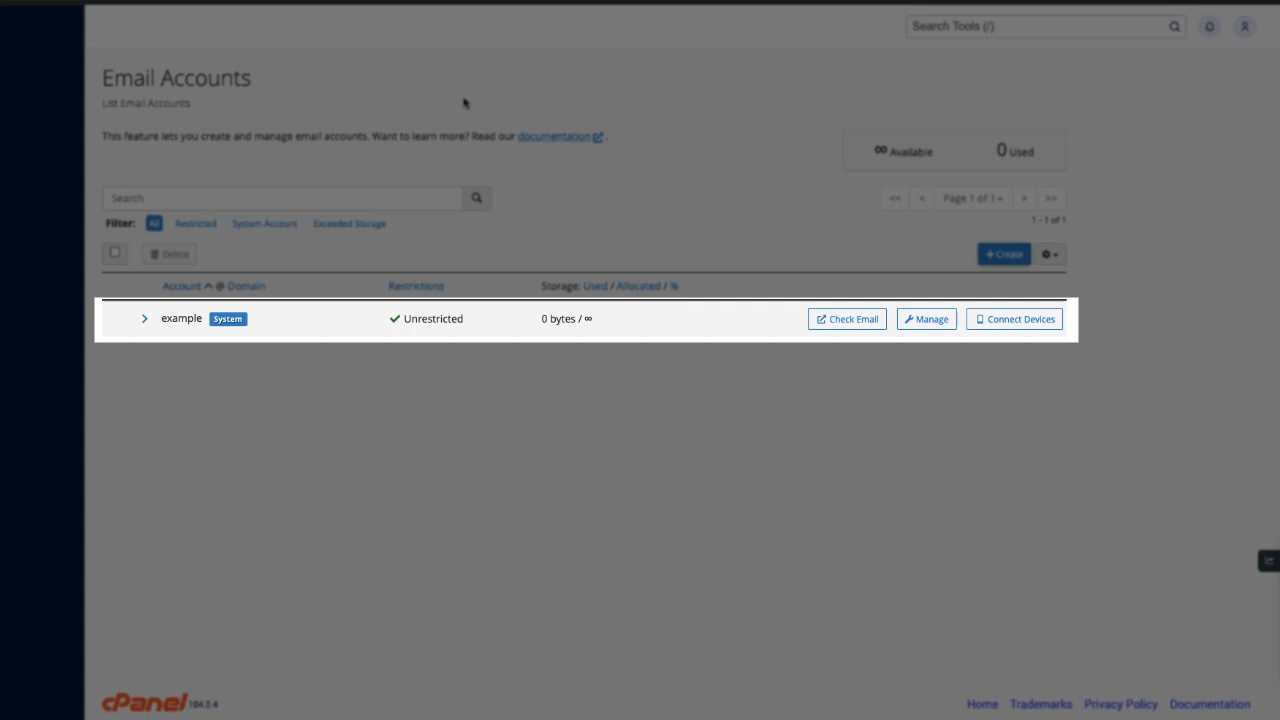 Search Tools (/)
Email Accounts
List Email Accounts
This feature lets you create and manage email accounts. Want to learn more? Read our documentation .
∞ Available 0 Used
Search
<< < Page 1 of 1 > >>
Filter: All Restricted System Account Exceeded Storage
1 - 1 of 1
Delete
+ Create
Account @ Domain Restrictions Storage: Used / Allocated / %
example System Unrestricted 0 bytes / ∞ Check Email Manage Connect Devices
cPanel 104.0.4 Home Trademarks Privacy Policy Documentation